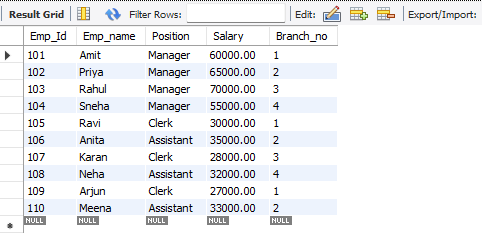 Result Grid Filter Rows: Edit: Export/Import:
Emp_Id Emp_name Position Salary Branch_no
101 Amit Manager 60000.00 1
102 Priya Manager 65000.00 2
103 Rahul Manager 70000.00 3
104 Sneha Manager 55000.00 4
105 Ravi Clerk 30000.00 1
106 Anita Assistant 35000.00 2
107 Karan Clerk 28000.00 3
108 Neha Assistant 32000.00 4
109 Arjun Clerk 27000.00 1
110 Meena Assistant 33000.00 2
NULL NULL NULL NULL NULL